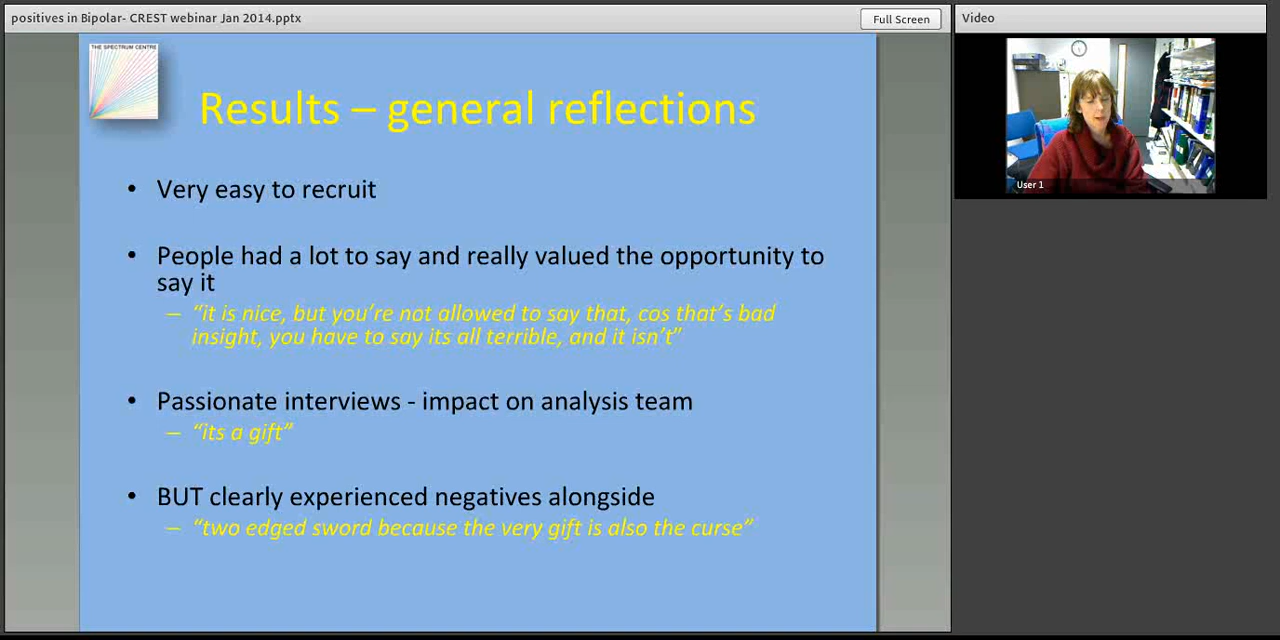 positives in Bipolar- CREST webinar Jan 2014.pptx
Full Screen
Video
THE SPECTRUM CENTRE
Results – general reflections
• Very easy to recruit
• People had a lot to say and really valued the opportunity to
say it
– “it is nice, but you’re not allowed to say that, cos that’s bad
insight, you have to say its all terrible, and it isn’t”
• Passionate interviews - impact on analysis team
– “its a gift”
• BUT clearly experienced negatives alongside
– “two edged sword because the very gift is also the curse”
User 1